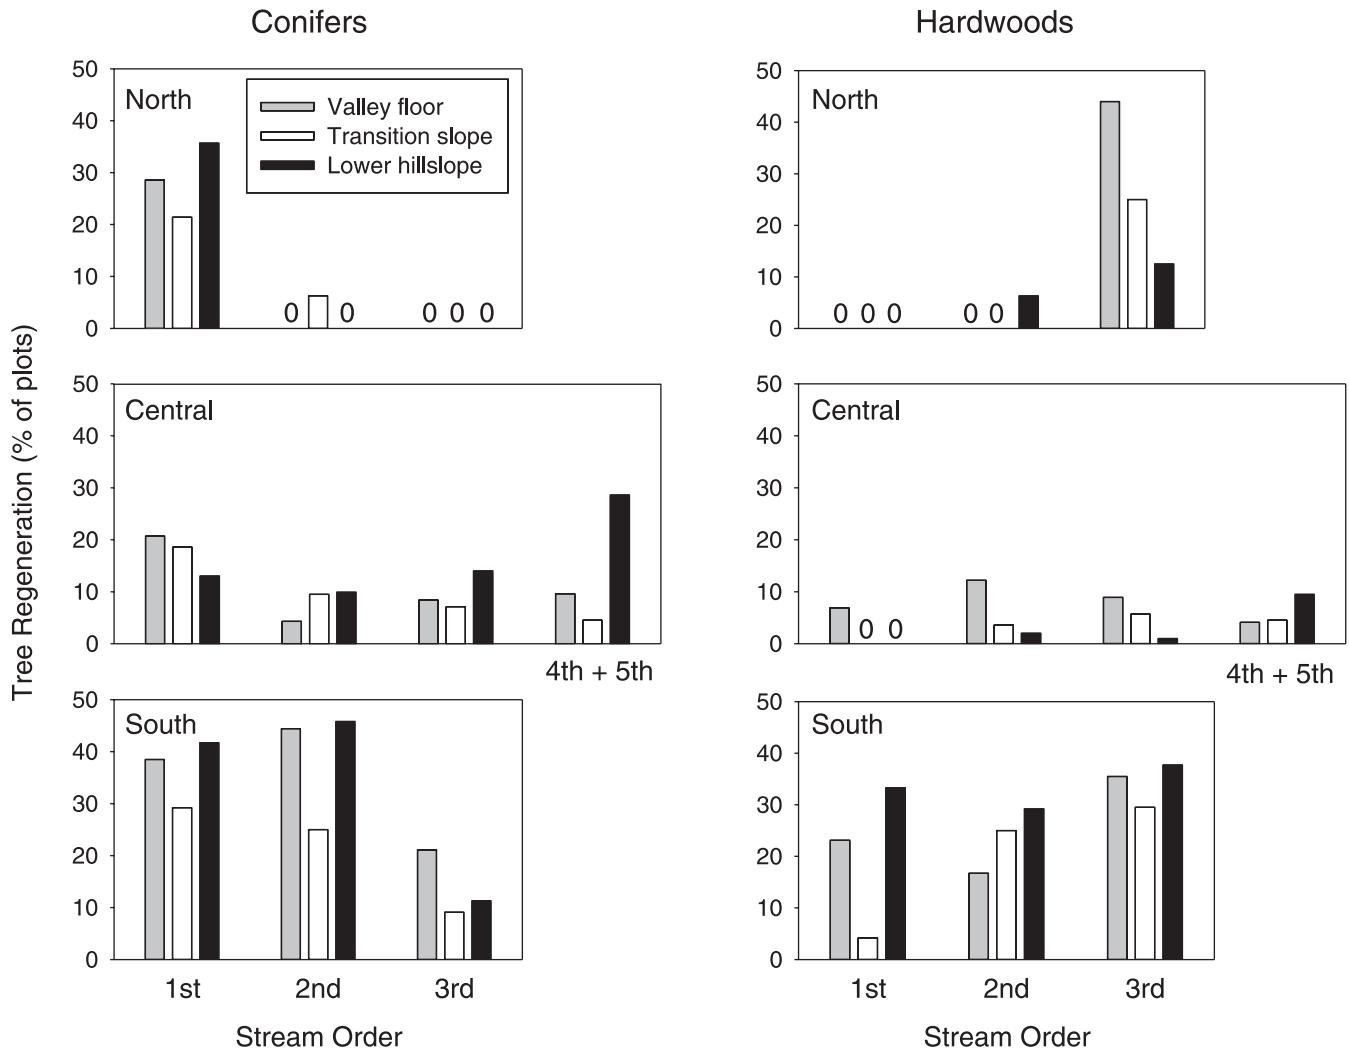 Conifers
Hardwoods
Tree Regeneration (% of plots)
50
40
30
20
10
0
North
Valley floor
Transition slope
Lower hillslope
0 0
0 0 0
50
40
30
20
10
0
North
0 0 0
0 0
50
40
30
20
10
0
Central
4th + 5th
50
40
30
20
10
0
Central
0 0
4th + 5th
50
40
30
20
10
0
South
1st 2nd 3rd
Stream Order
50
40
30
20
10
0
South
1st 2nd 3rd
Stream Order